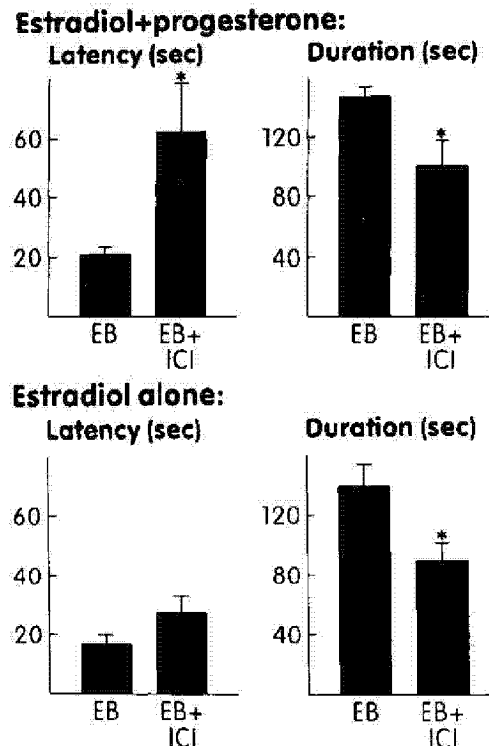 Estradiol+progesterone:
Latency (sec)
*
60
40
20
EB
EB+
ICI
Duration (sec)
*
120
80
40
EB
EB+
ICI
Estradiol alone:
Latency (sec)
60
40
20
EB
EB+
ICI
Duration (sec)
*
120
80
40
EB
EB+
ICI